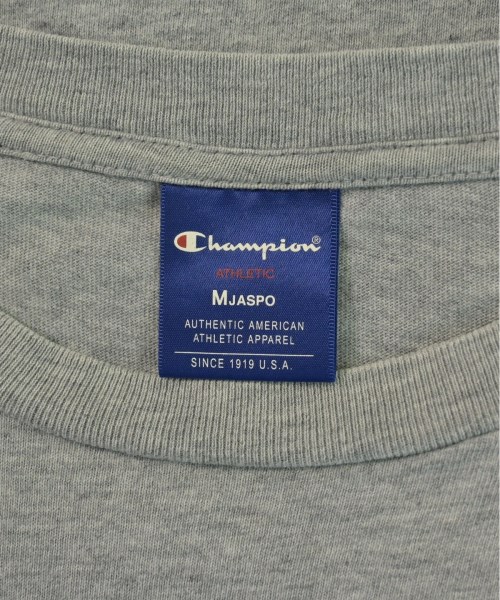 Champion®
ATHLETIC
MJASPO
AUTHENTIC AMERICAN
ATHLETIC APPAREL
SINCE 1919 U.S.A.